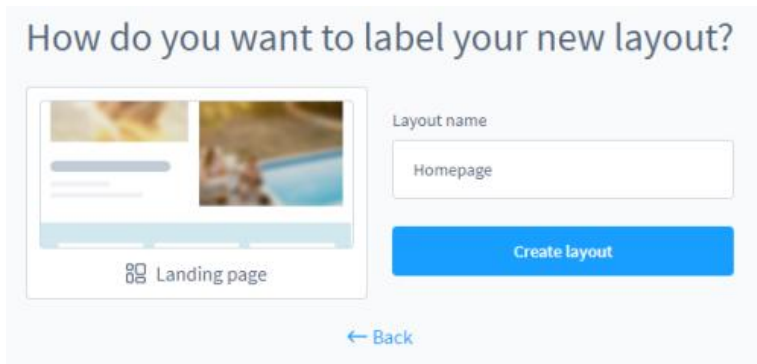 How do you want to label your new layout?
Layout name
Homepage
Create layout
Landing page
← Back